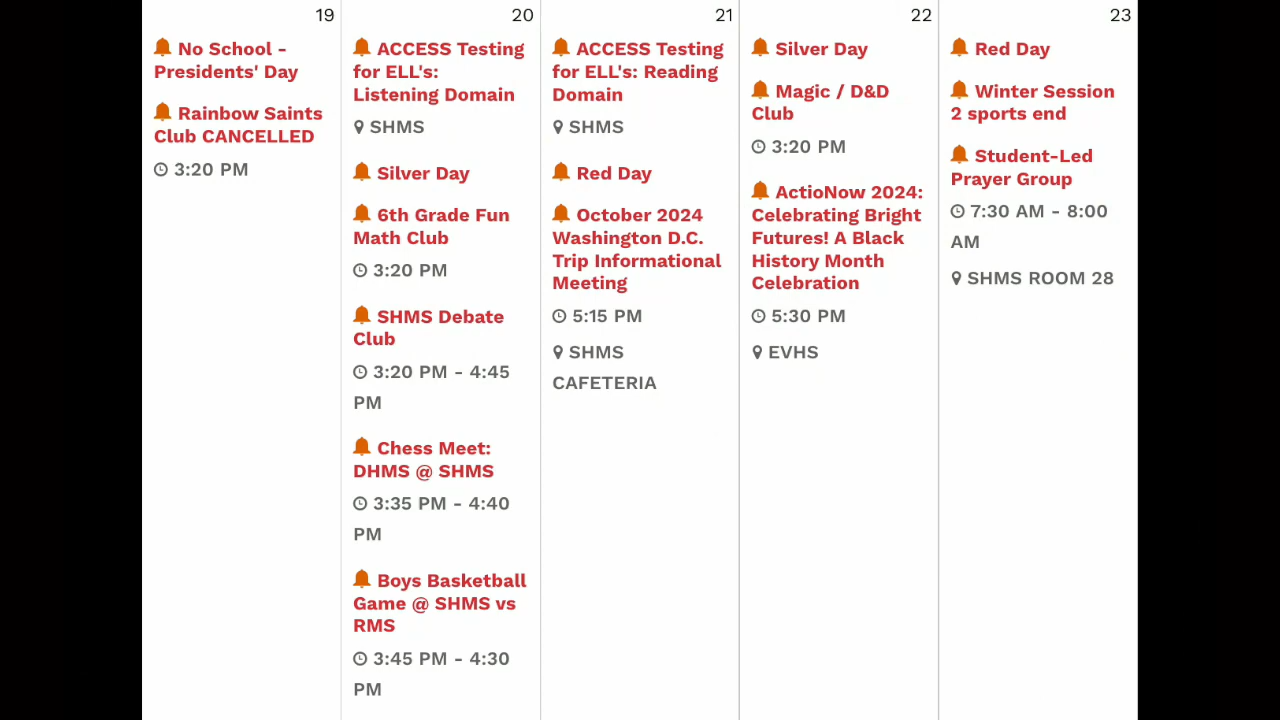 19
No School -
Presidents' Day
Rainbow Saints
Club CANCELLED
3:20 PM
20
ACCESS Testing
for ELL's:
Listening Domain
SHMS
Silver Day
6th Grade Fun
Math Club
3:20 PM
SHMS Debate
Club
3:20 PM - 4:45
PM
Chess Meet:
DHMS @ SHMS
3:35 PM - 4:40
PM
Boys Basketball
Game @ SHMS vs
RMS
3:45 PM - 4:30
PM
21
ACCESS Testing
for ELL's: Reading
Domain
SHMS
Red Day
October 2024
Washington D.C.
Trip Informational
Meeting
5:15 PM
SHMS
CAFETERIA
22
Silver Day
Magic / D&D
Club
3:20 PM
ActioNow 2024:
Celebrating Bright
Futures! A Black
History Month
Celebration
5:30 PM
EVHS
23
Red Day
Winter Session
2 sports end
Student-Led
Prayer Group
7:30 AM - 8:00
AM
SHMS ROOM 28